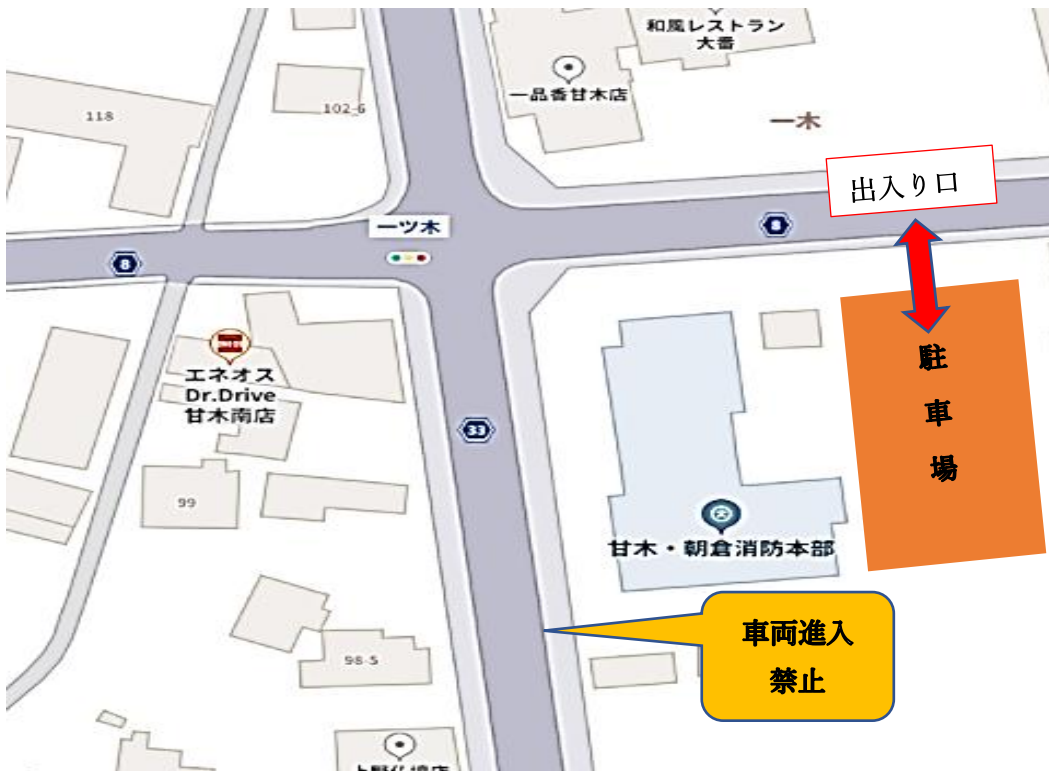 和風レストラン
大番
一品香甘木店
118
102-6
一木
出入り口
一ツ木
8
8
エネオス
Dr.Drive
甘木南店
駐
車
場
33
99
甘木・朝倉消防本部
車両進入
禁止
98-5